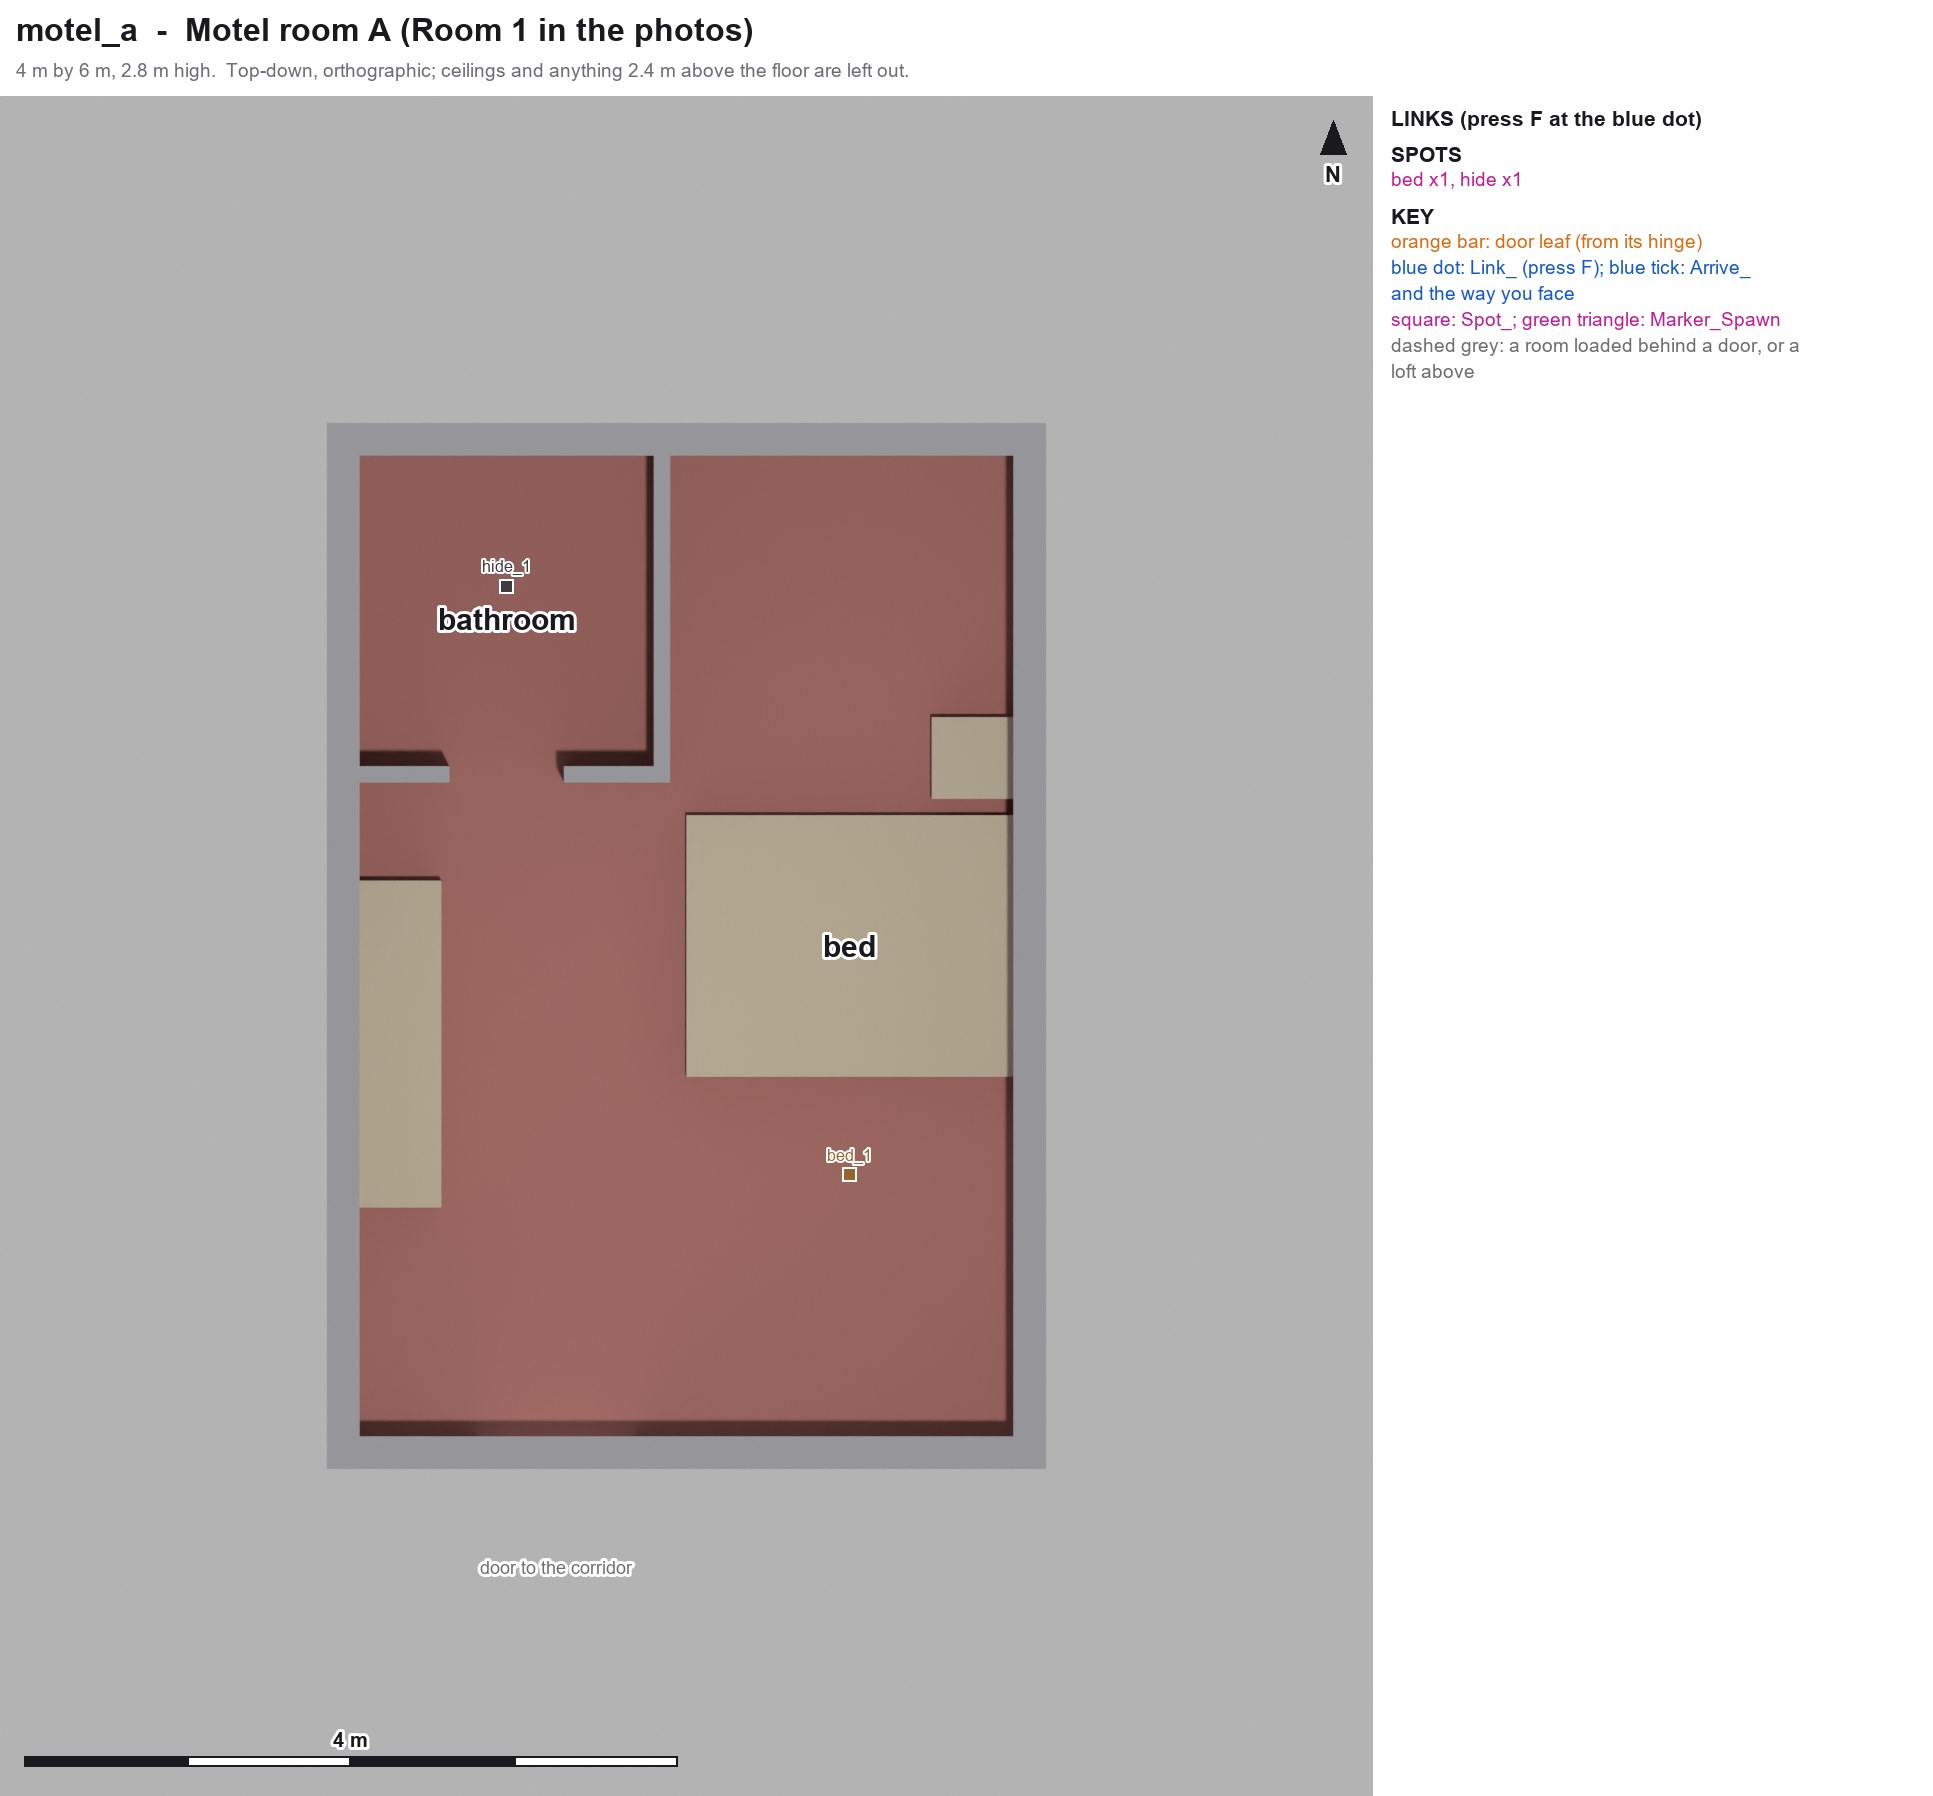 motel_a - Motel room A (Room 1 in the photos)
4 m by 6 m, 2.8 m high. Top-down, orthographic; ceilings and anything 2.4 m above the floor are left out.
N
LINKS (press F at the blue dot)
SPOTS
bed x1, hide x1
KEY
orange bar: door leaf (from its hinge)
blue dot: Link_ (press F); blue tick: Arrive_
and the way you face
square: Spot_; green triangle: Marker_Spawn
dashed grey: a room loaded behind a door, or a
loft above
hide_1
bathroom
bed
bed_1
door to the corridor
4 m